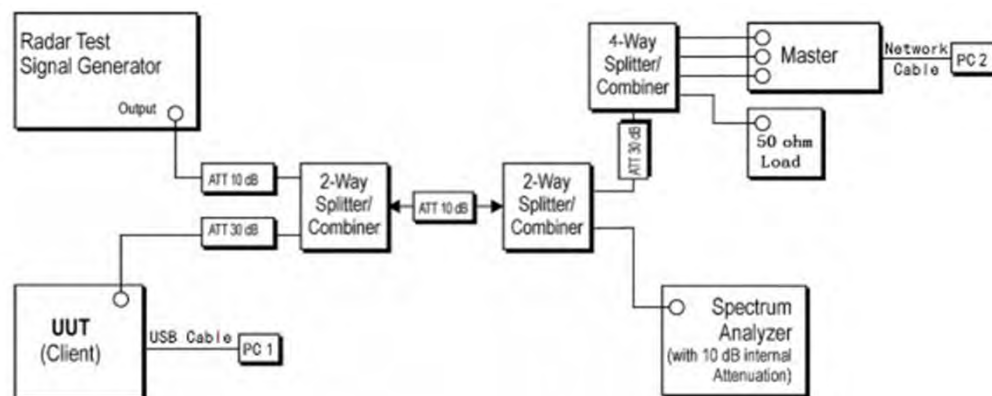 Radar Test
Signal Generator
Output
ATT 10 dB
ATT 30 dB
2-Way
Splitter/
Combiner
ATT 10 dB
2-Way
Splitter/
Combiner
4-Way
Splitter/
Combiner
ATT 30 dB
Master
Network
Cable
PC 2
50 ohm
Load
UUT
(Client)
USB Cable
PC 1
Spectrum
Analyzer
(with 10 dB internal
Attenuation)